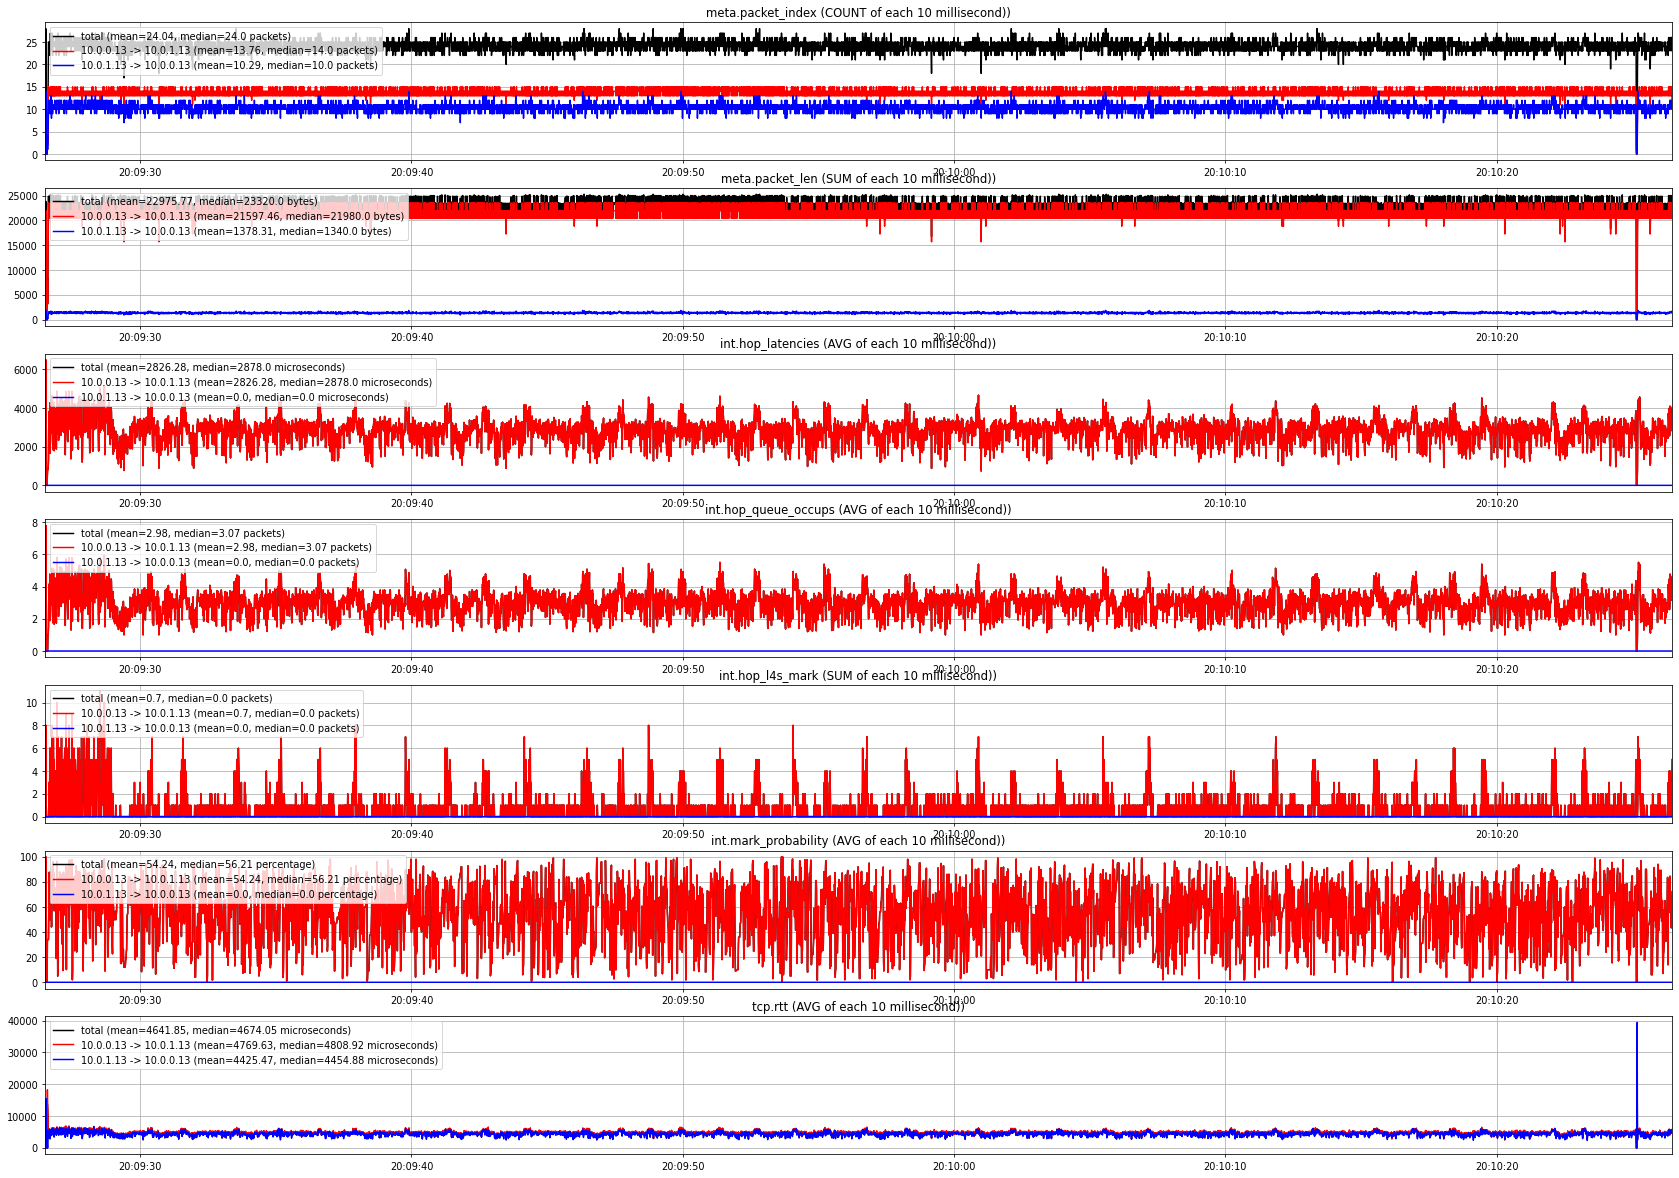 meta.packet_index (COUNT of each 10 millisecond))
total (mean=24.04, median=24.0 packets)
10.0.0.13 -> 10.0.1.13 (mean=13.76, median=14.0 packets)
10.0.1.13 -> 10.0.0.13 (mean=10.29, median=10.0 packets)
25
20
15
10
5
0
20:09:30 20:09:40 20:09:50 20:10:00 20:10:10 20:10:20
meta.packet_len (SUM of each 10 millisecond))
total (mean=22975.77, median=23320.0 bytes)
10.0.0.13 -> 10.0.1.13 (mean=21597.46, median=21980.0 bytes)
10.0.1.13 -> 10.0.0.13 (mean=1378.31, median=1340.0 bytes)
25000
20000
15000
10000
5000
0
20:09:30 20:09:40 20:09:50 20:10:00 20:10:10 20:10:20
int.hop_latencies (AVG of each 10 millisecond))
total (mean=2826.28, median=2878.0 microseconds)
10.0.0.13 -> 10.0.1.13 (mean=2826.28, median=2878.0 microseconds)
10.0.1.13 -> 10.0.0.13 (mean=0.0, median=0.0 microseconds)
6000
4000
2000
0
20:09:30 20:09:40 20:09:50 20:10:00 20:10:10 20:10:20
int.hop_queue_occups (AVG of each 10 millisecond))
total (mean=2.98, median=3.07 packets)
10.0.0.13 -> 10.0.1.13 (mean=2.98, median=3.07 packets)
10.0.1.13 -> 10.0.0.13 (mean=0.0, median=0.0 packets)
8
6
4
2
0
20:09:30 20:09:40 20:09:50 20:10:00 20:10:10 20:10:20
int.hop_l4s_mark (SUM of each 10 millisecond))
total (mean=0.7, median=0.0 packets)
10.0.0.13 -> 10.0.1.13 (mean=0.7, median=0.0 packets)
10.0.1.13 -> 10.0.0.13 (mean=0.0, median=0.0 packets)
10
8
6
4
2
0
20:09:30 20:09:40 20:09:50 20:10:00 20:10:10 20:10:20
int.mark_probability (AVG of each 10 millisecond))
total (mean=54.24, median=56.21 percentage)
10.0.0.13 -> 10.0.1.13 (mean=54.24, median=56.21 percentage)
10.0.1.13 -> 10.0.0.13 (mean=0.0, median=0.0 percentage)
100
80
60
40
20
0
20:09:30 20:09:40 20:09:50 20:10:00 20:10:10 20:10:20
tcp.rtt (AVG of each 10 millisecond))
total (mean=4641.85, median=4674.05 microseconds)
10.0.0.13 -> 10.0.1.13 (mean=4769.63, median=4808.92 microseconds)
10.0.1.13 -> 10.0.0.13 (mean=4425.47, median=4454.88 microseconds)
40000
30000
20000
10000
0
20:09:30 20:09:40 20:09:50 20:10:00 20:10:10 20:10:20